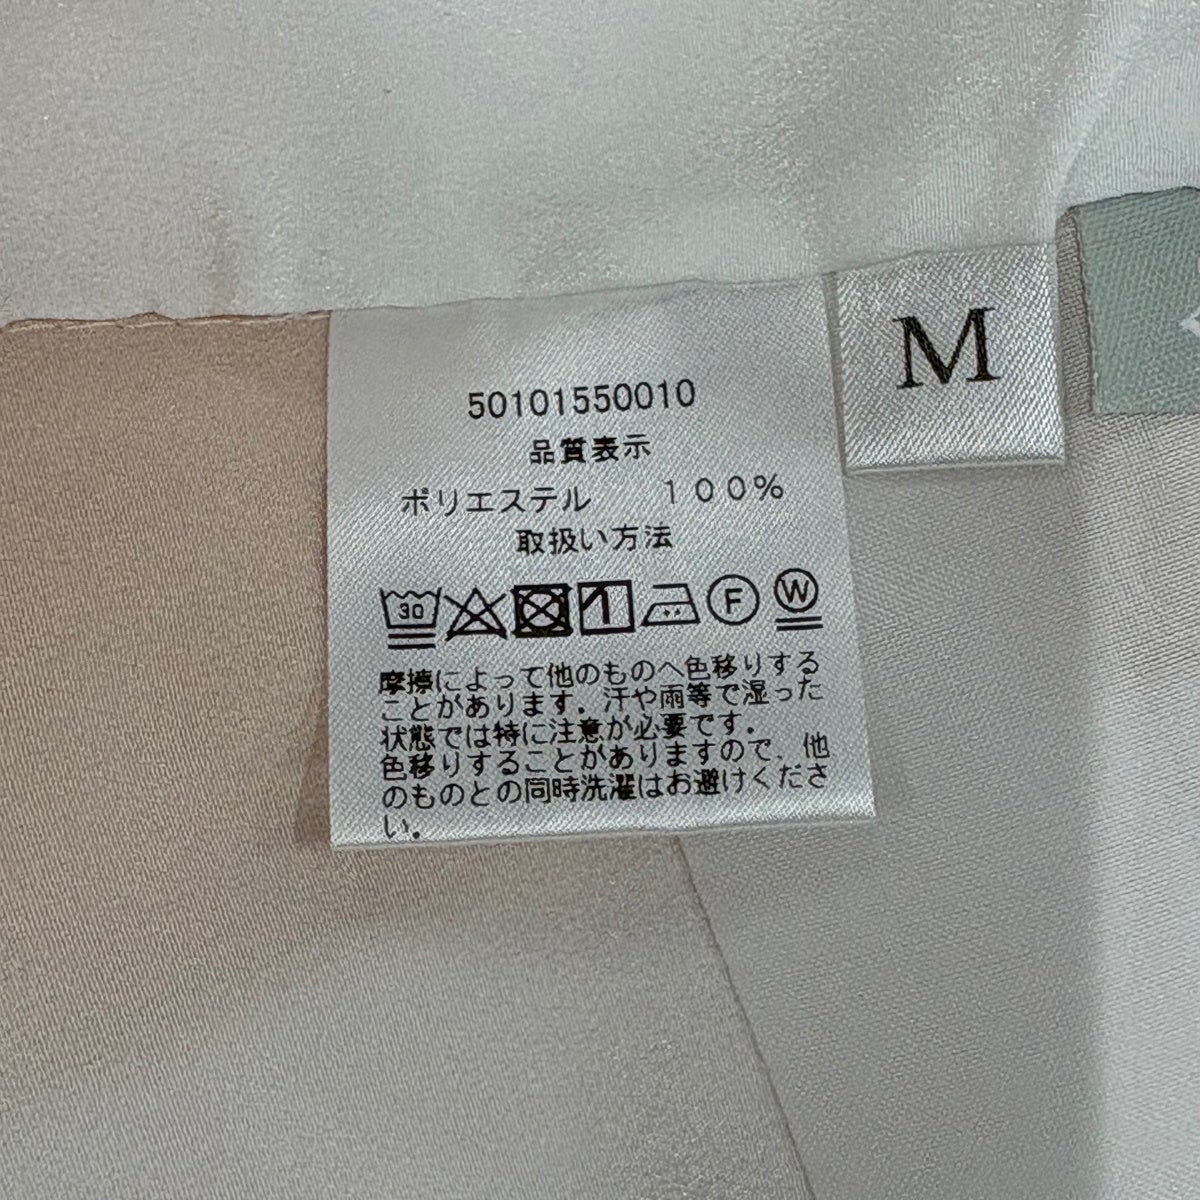 50101550010
品質表示
ポリエステル　100%
取扱い方法
30
F
W
摩擦によって他のものへ色移りする
ことがあります．汗や雨等で湿った
状態では特に注意が必要です．
色移りすることがありますので、他
のものとの同時洗濯はお避けくださ
い。
M